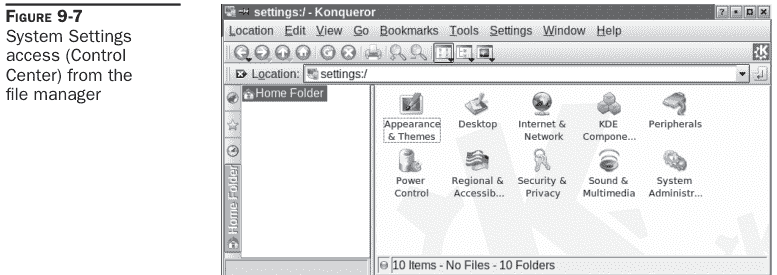 FIGURE 9-7
System Settings
access (Control
Center) from the
file manager
settings:/ - Konqueror
Location Edit View Go Bookmarks Tools Settings Window Help
Location: settings:/
Home Folder
Home Folder
Appearance
& Themes
Desktop
Internet &
Network
KDE
Compone...
Peripherals
Power
Control
Regional &
Accessib...
Security &
Privacy
Sound &
Multimedia
System
Administr...
10 Items - No Files - 10 Folders